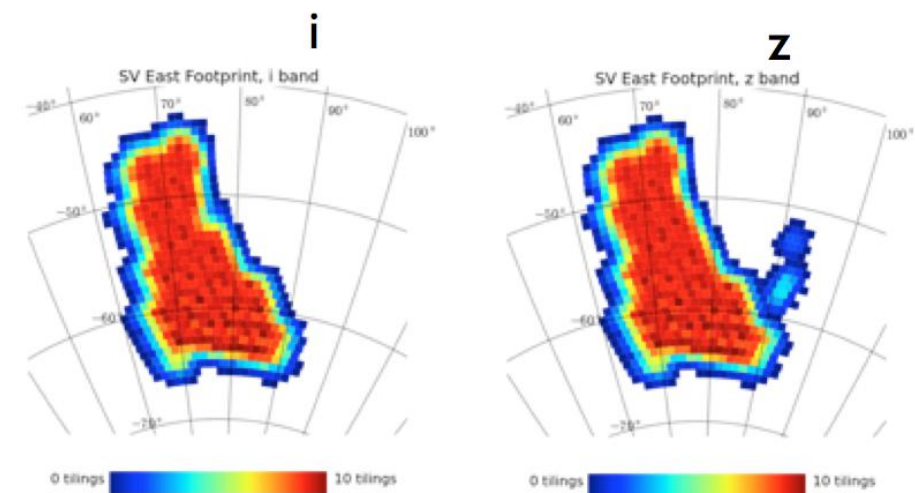 i
SV East Footprint, i band
−40°
60°
70°
80°
90°
100°
−50°
−60°
−70°
0 tilings
10 tilings
z
SV East Footprint, z band
−40°
60°
70°
80°
90°
100°
−50°
−60°
−70°
0 tilings
10 tilings